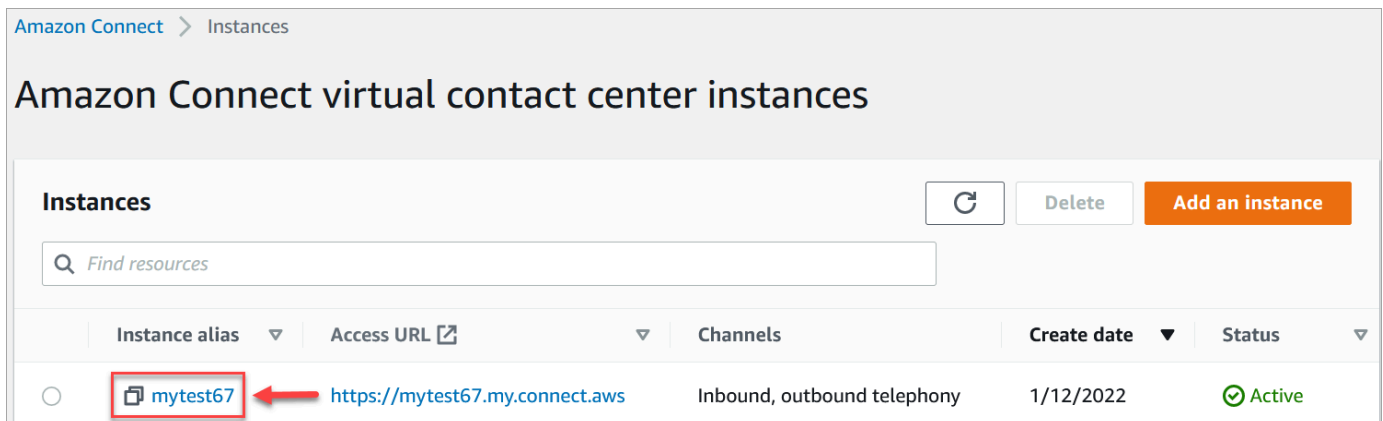 Amazon Connect > Instances
Amazon Connect virtual contact center instances
Instances Delete Add an instance
Find resources
Instance alias Access URL Channels Create date Status
mytest67 https://mytest67.my.connect.aws Inbound, outbound telephony 1/12/2022 Active